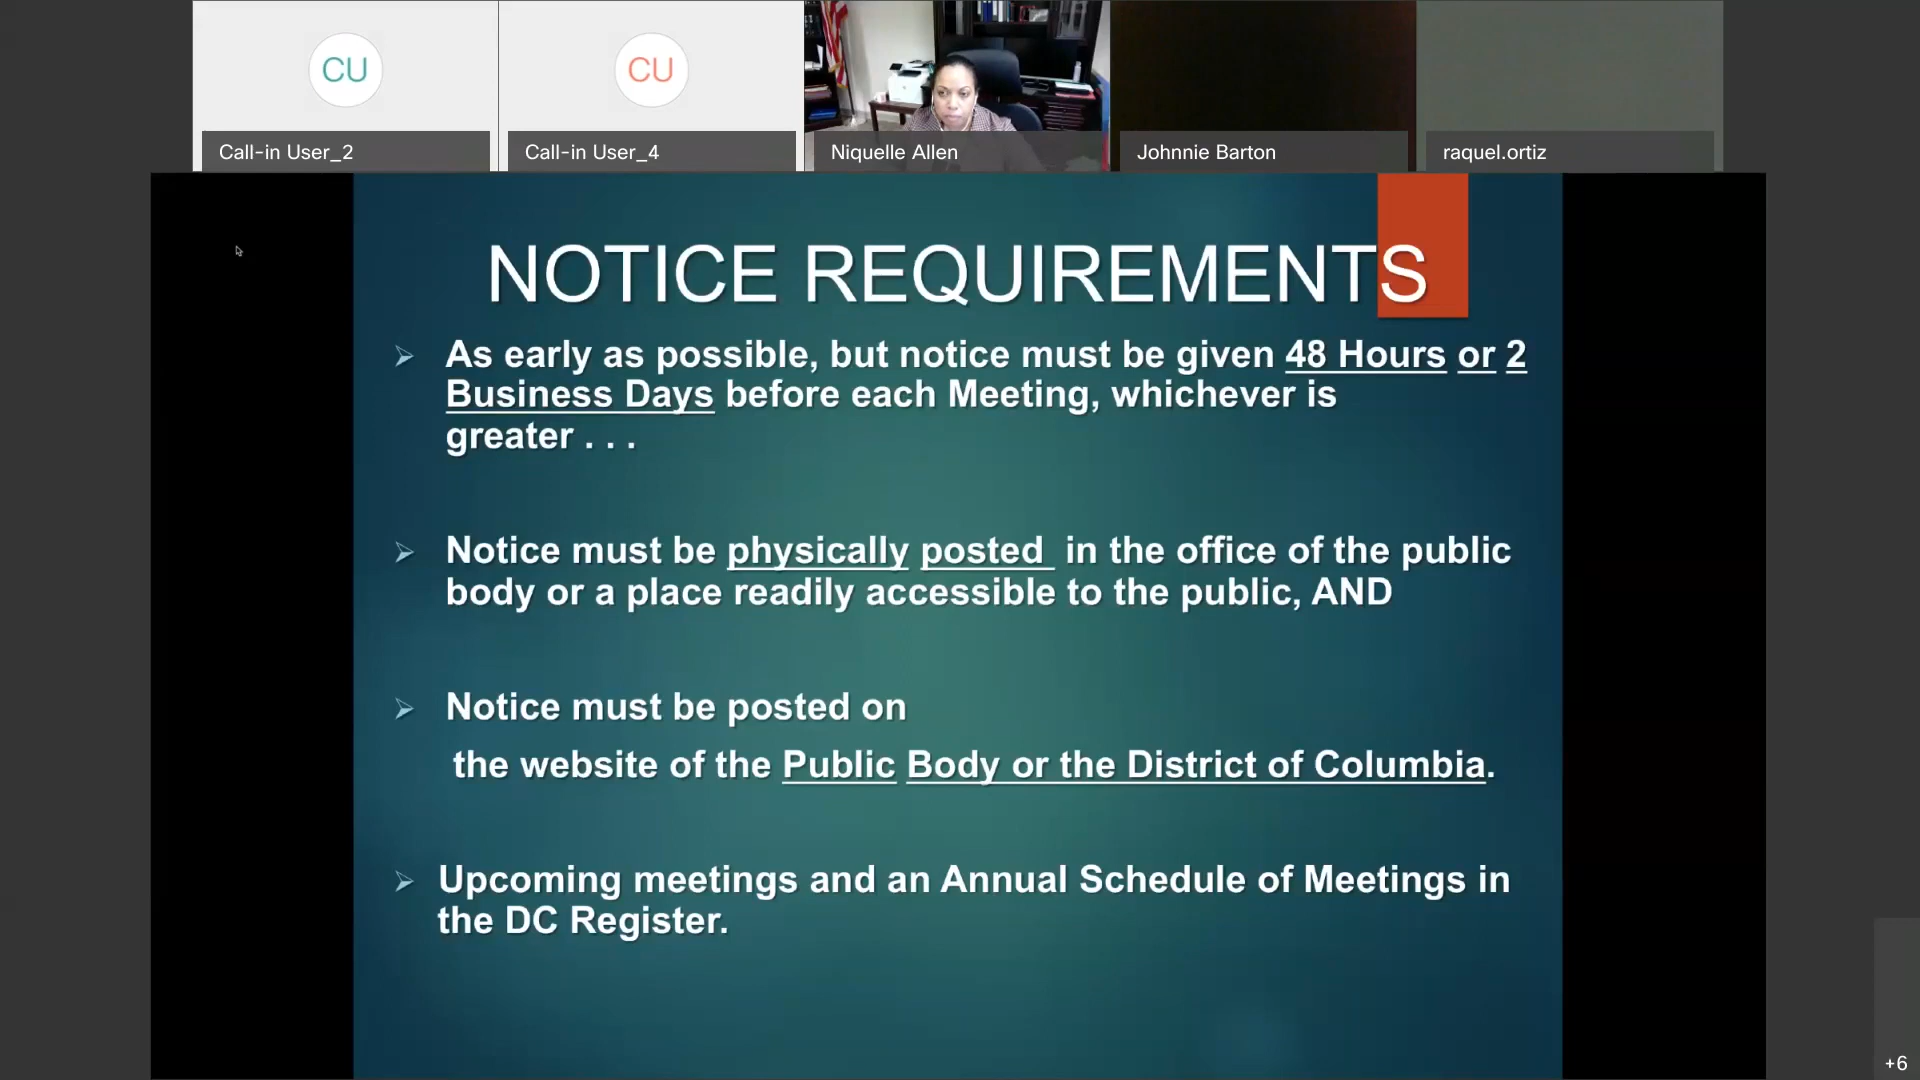 CU
CU
Call-in User_2
Call-in User_4
Niquelle Allen
Johnnie Barton
raquel.ortiz
NOTICE REQUIREMENTS
➢ As early as possible, but notice must be given 48 Hours or 2
Business Days before each Meeting, whichever is
greater . . .
➢ Notice must be physically posted in the office of the public
body or a place readily accessible to the public, AND
➢ Notice must be posted on
the website of the Public Body or the District of Columbia.
➢ Upcoming meetings and an Annual Schedule of Meetings in
the DC Register.
+6